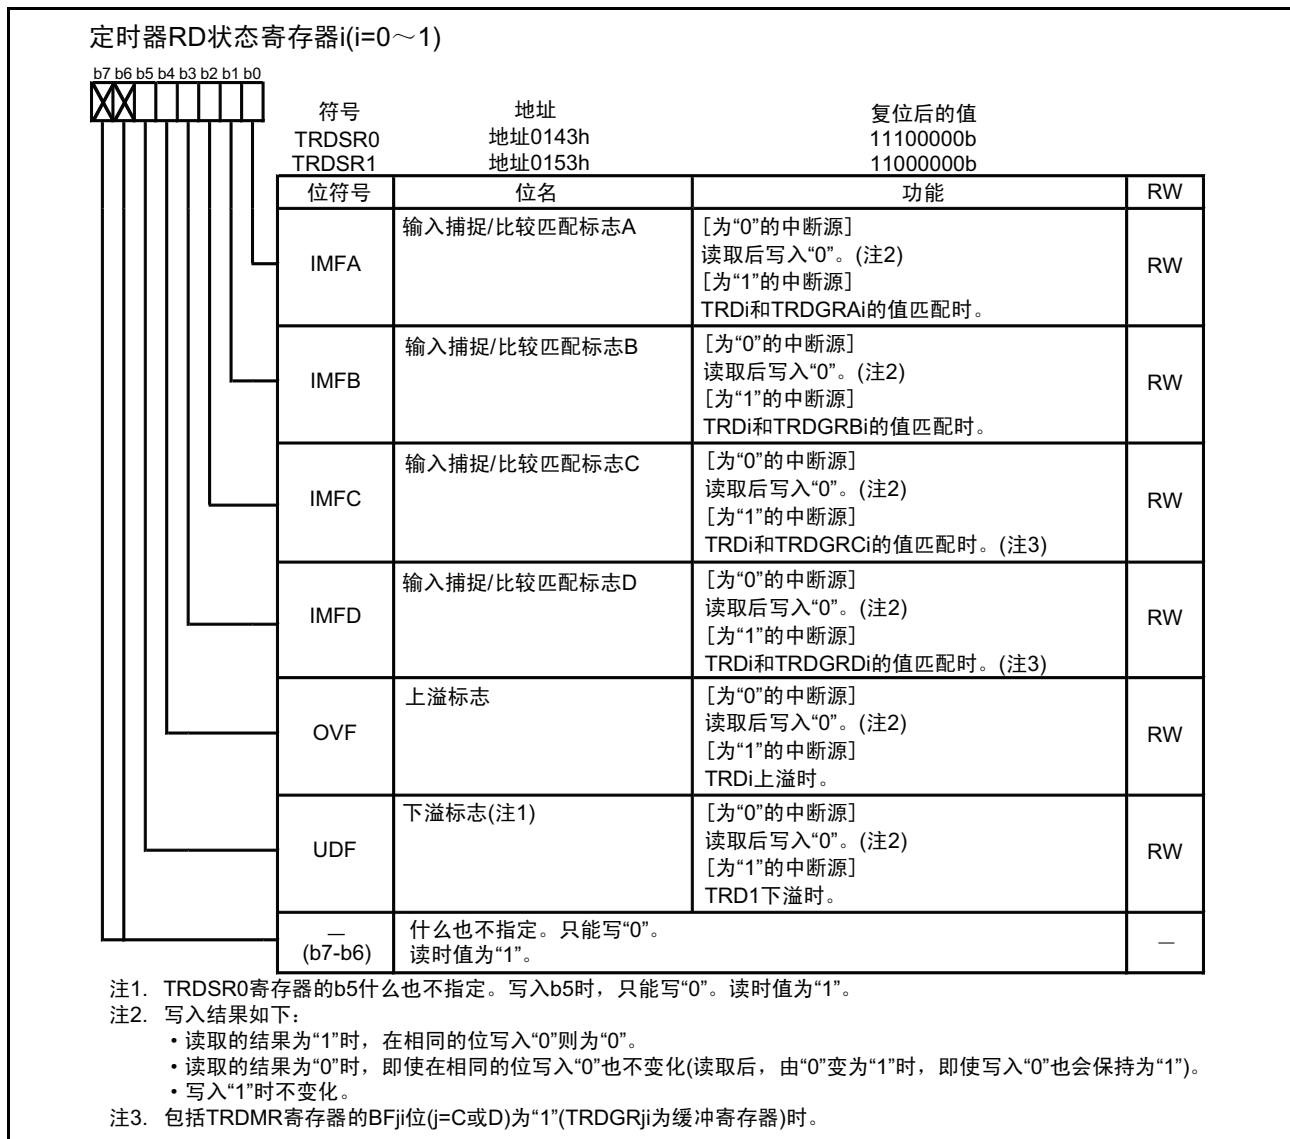 定时器RD状态寄存器i(i=0～1)
b7 b6 b5 b4 b3 b2 b1 b0
符号 地址 复位后的值
TRDSR0 地址0143h 11100000b
TRDSR1 地址0153h 11000000b
位符号 位名 功能 RW
IMFA 输入捕捉/比较匹配标志A [为“0”的中断源]
读取后写入“0”。(注2)
[为“1”的中断源]
TRDi和TRDGRAi的值匹配时。 RW
IMFB 输入捕捉/比较匹配标志B [为“0”的中断源]
读取后写入“0”。(注2)
[为“1”的中断源]
TRDi和TRDGRBi的值匹配时。 RW
IMFC 输入捕捉/比较匹配标志C [为“0”的中断源]
读取后写入“0”。(注2)
[为“1”的中断源]
TRDi和TRDGRCi的值匹配时。(注3) RW
IMFD 输入捕捉/比较匹配标志D [为“0”的中断源]
读取后写入“0”。(注2)
[为“1”的中断源]
TRDi和TRDGRDi的值匹配时。(注3) RW
OVF 上溢标志 [为“0”的中断源]
读取后写入“0”。(注2)
[为“1”的中断源]
TRDi上溢时。 RW
UDF 下溢标志(注1) [为“0”的中断源]
读取后写入“0”。(注2)
[为“1”的中断源]
TRD1下溢时。 RW
— 什么也不指定。只能写“0”。 —
(b7-b6) 读时值为“1”。
注1. TRDSR0寄存器的b5什么也不指定。写入b5时，只能写“0”。读时值为“1”。
注2. 写入结果如下：
・读取的结果为“1”时，在相同的位写入“0”则为“0”。
・读取的结果为“0”时，即使在相同的位写入“0”也不变化(读取后，由“0”变为“1”时，即使写入“0”也会保持为“1”)。
・写入“1”时不变化。
注3. 包括TRDMR寄存器的BFji位(j=C或D)为“1”(TRDGRji为缓冲寄存器)时。